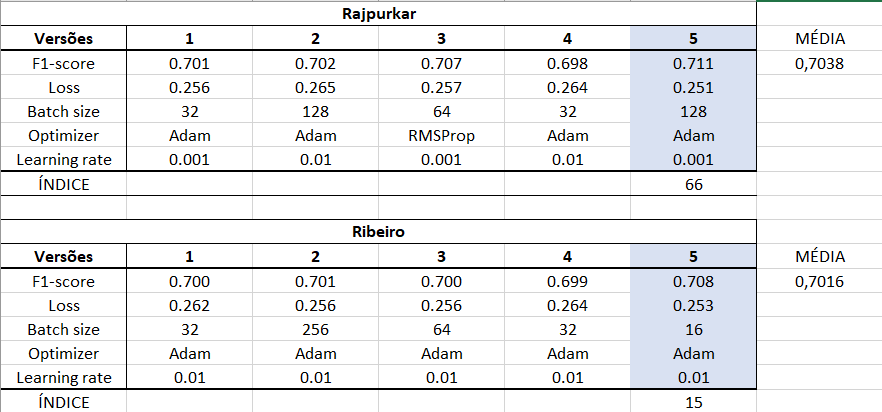 Rajpurkar
Versões 1 2 3 4 5 MÉDIA
F1-score 0.701 0.702 0.707 0.698 0.711 0,7038
Loss 0.256 0.265 0.257 0.264 0.251
Batch size 32 128 64 32 128
Optimizer Adam Adam RMSProp Adam Adam
Learning rate 0.001 0.01 0.001 0.01 0.001
ÍNDICE 66
Ribeiro
Versões 1 2 3 4 5 MÉDIA
F1-score 0.700 0.701 0.700 0.699 0.708 0,7016
Loss 0.262 0.256 0.256 0.264 0.253
Batch size 32 256 64 32 16
Optimizer Adam Adam Adam Adam Adam
Learning rate 0.01 0.01 0.01 0.01 0.01
ÍNDICE 15